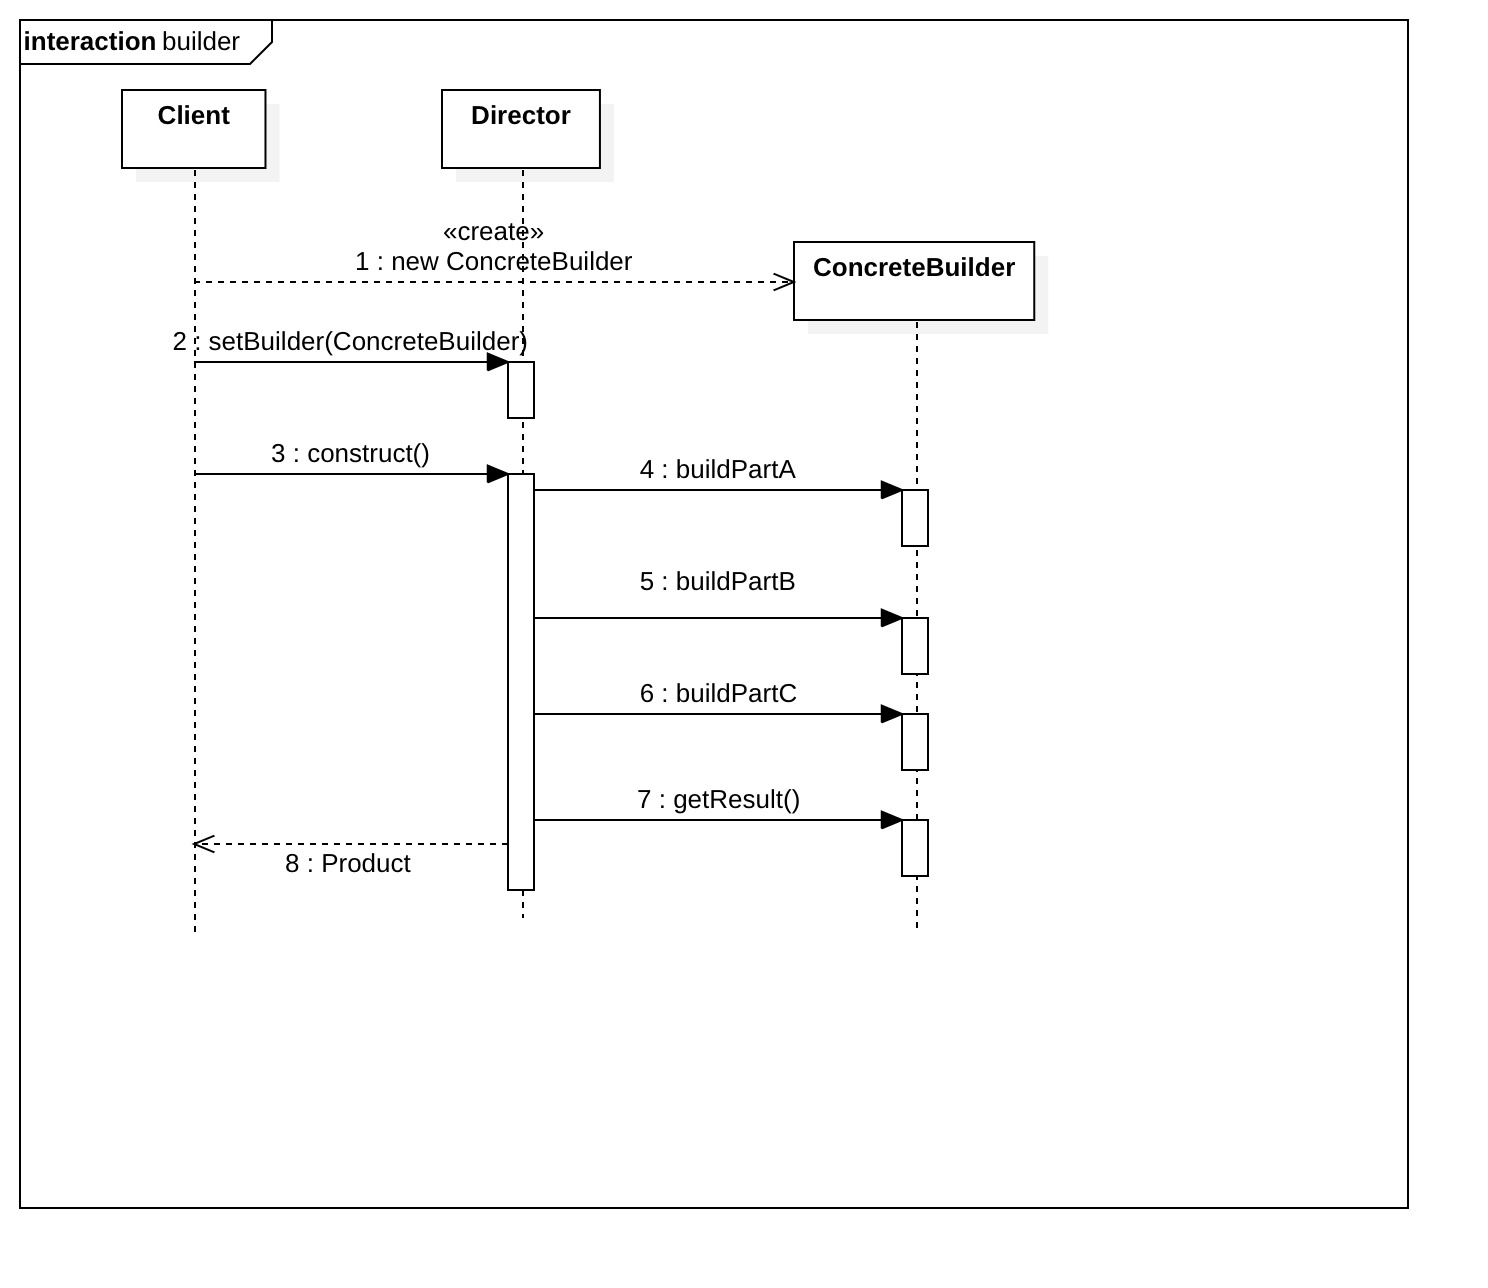 interaction builder
Client
Director
«create»
1 : new ConcreteBuilder
ConcreteBuilder
2 : setBuilder(ConcreteBuilder)
3 : construct()
4 : buildPartA
5 : buildPartB
6 : buildPartC
7 : getResult()
8 : Product